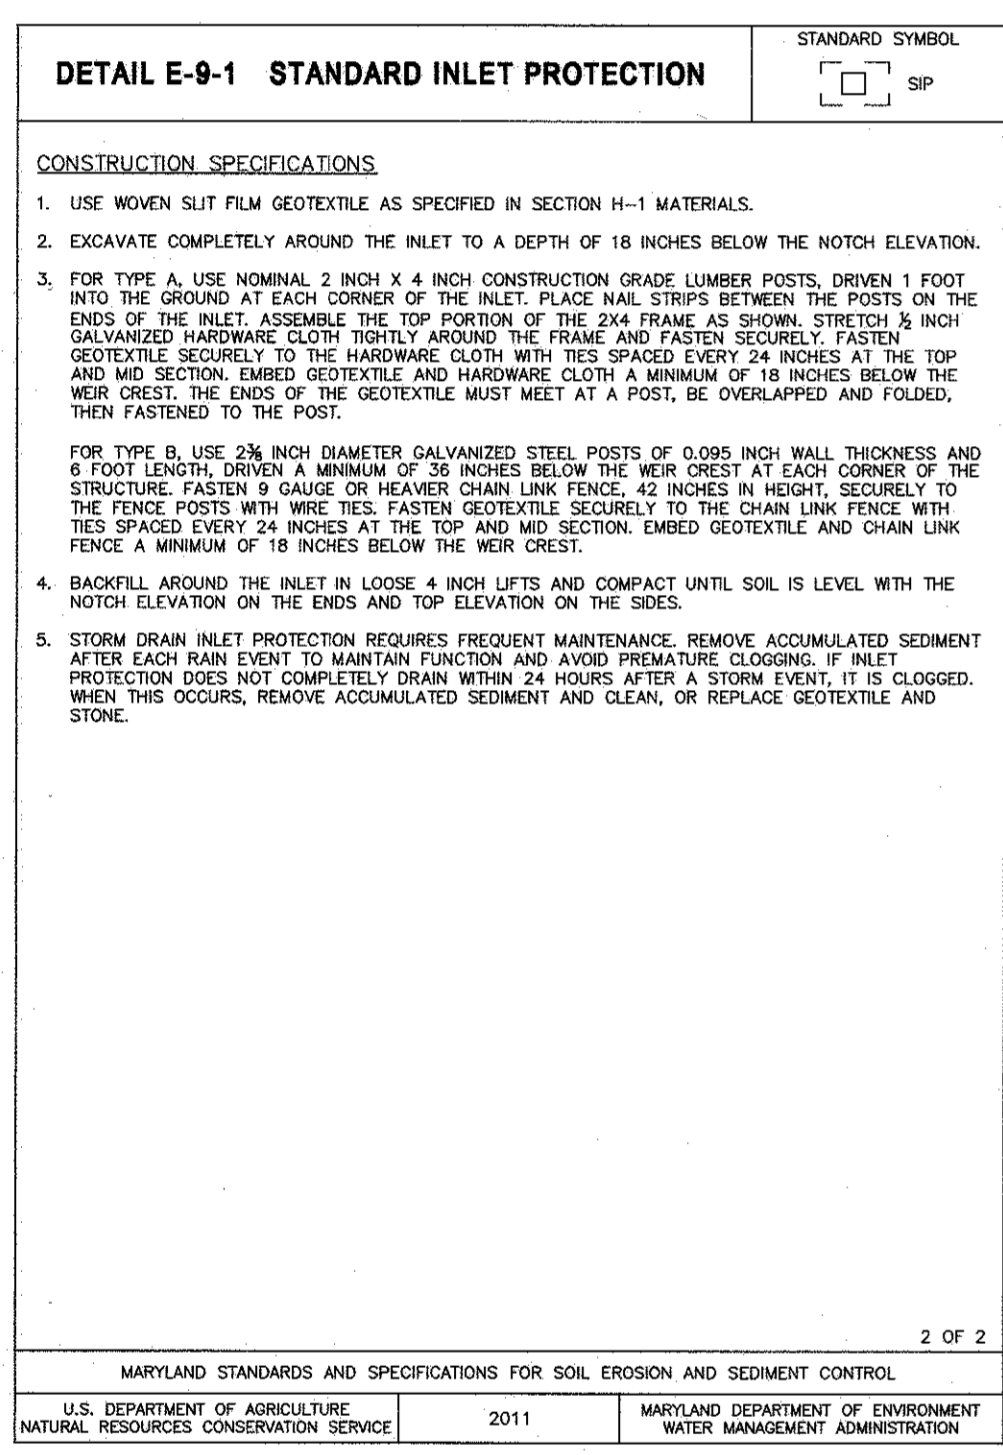 DETAIL E-9-1 STANDARD INLET PROTECTION
STANDARD SYMBOL
SIP
CONSTRUCTION SPECIFICATIONS
1. USE WOVEN SLIT FILM GEOTEXTILE AS SPECIFIED IN SECTION H-1 MATERIALS.
2. EXCAVATE COMPLETELY AROUND THE INLET TO A DEPTH OF 18 INCHES BELOW THE NOTCH ELEVATION.
3. FOR TYPE A, USE NOMINAL 2 INCH X 4 INCH CONSTRUCTION GRADE LUMBER POSTS, DRIVEN 1 FOOT
INTO THE GROUND AT EACH CORNER OF THE INLET. PLACE NAIL STRIPS BETWEEN THE POSTS ON THE
ENDS OF THE INLET. ASSEMBLE THE TOP PORTION OF THE 2X4 FRAME AS SHOWN. STRETCH ½ INCH
GALVANIZED HARDWARE CLOTH TIGHTLY AROUND THE FRAME AND FASTEN SECURELY. FASTEN
GEOTEXTILE SECURELY TO THE HARDWARE CLOTH WITH TIES SPACED EVERY 24 INCHES AT THE TOP
AND MID SECTION. EMBED GEOTEXTILE AND HARDWARE CLOTH A MINIMUM OF 18 INCHES BELOW THE
WEIR CREST. THE ENDS OF THE GEOTEXTILE MUST MEET AT A POST, BE OVERLAPPED AND FOLDED,
THEN FASTENED TO THE POST.
FOR TYPE B, USE 2⅜ INCH DIAMETER GALVANIZED STEEL POSTS OF 0.095 INCH WALL THICKNESS AND
6 FOOT LENGTH, DRIVEN A MINIMUM OF 36 INCHES BELOW THE WEIR CREST AT EACH CORNER OF THE
STRUCTURE. FASTEN 9 GAUGE OR HEAVIER CHAIN LINK FENCE, 42 INCHES IN HEIGHT, SECURELY TO
THE FENCE POSTS WITH WIRE TIES. FASTEN GEOTEXTILE SECURELY TO THE CHAIN LINK FENCE WITH
TIES SPACED EVERY 24 INCHES AT THE TOP AND MID SECTION. EMBED GEOTEXTILE AND CHAIN LINK
FENCE A MINIMUM OF 18 INCHES BELOW THE WEIR CREST.
4. BACKFILL AROUND THE INLET IN LOOSE 4 INCH LIFTS AND COMPACT UNTIL SOIL IS LEVEL WITH THE
NOTCH ELEVATION ON THE ENDS AND TOP ELEVATION ON THE SIDES.
5. STORM DRAIN INLET PROTECTION REQUIRES FREQUENT MAINTENANCE. REMOVE ACCUMULATED SEDIMENT
AFTER EACH RAIN EVENT TO MAINTAIN FUNCTION AND AVOID PREMATURE CLOGGING. IF INLET
PROTECTION DOES NOT COMPLETELY DRAIN WITHIN 24 HOURS AFTER A STORM EVENT, IT IS CLOGGED.
WHEN THIS OCCURS, REMOVE ACCUMULATED SEDIMENT AND CLEAN, OR REPLACE GEOTEXTILE AND
STONE.
2 OF 2
MARYLAND STANDARDS AND SPECIFICATIONS FOR SOIL EROSION AND SEDIMENT CONTROL
U.S. DEPARTMENT OF AGRICULTURE
NATURAL RESOURCES CONSERVATION SERVICE
2011
MARYLAND DEPARTMENT OF ENVIRONMENT
WATER MANAGEMENT ADMINISTRATION